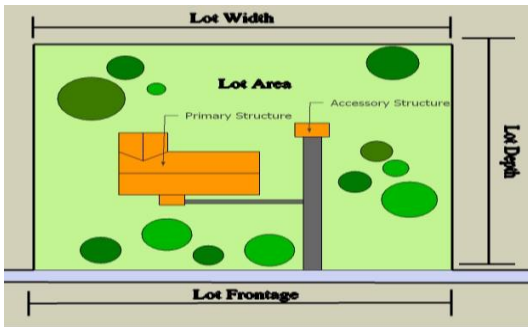 Lot Width
Lot Area
Accessory Structure
Primary Structure
Lot Depth
Lot Frontage